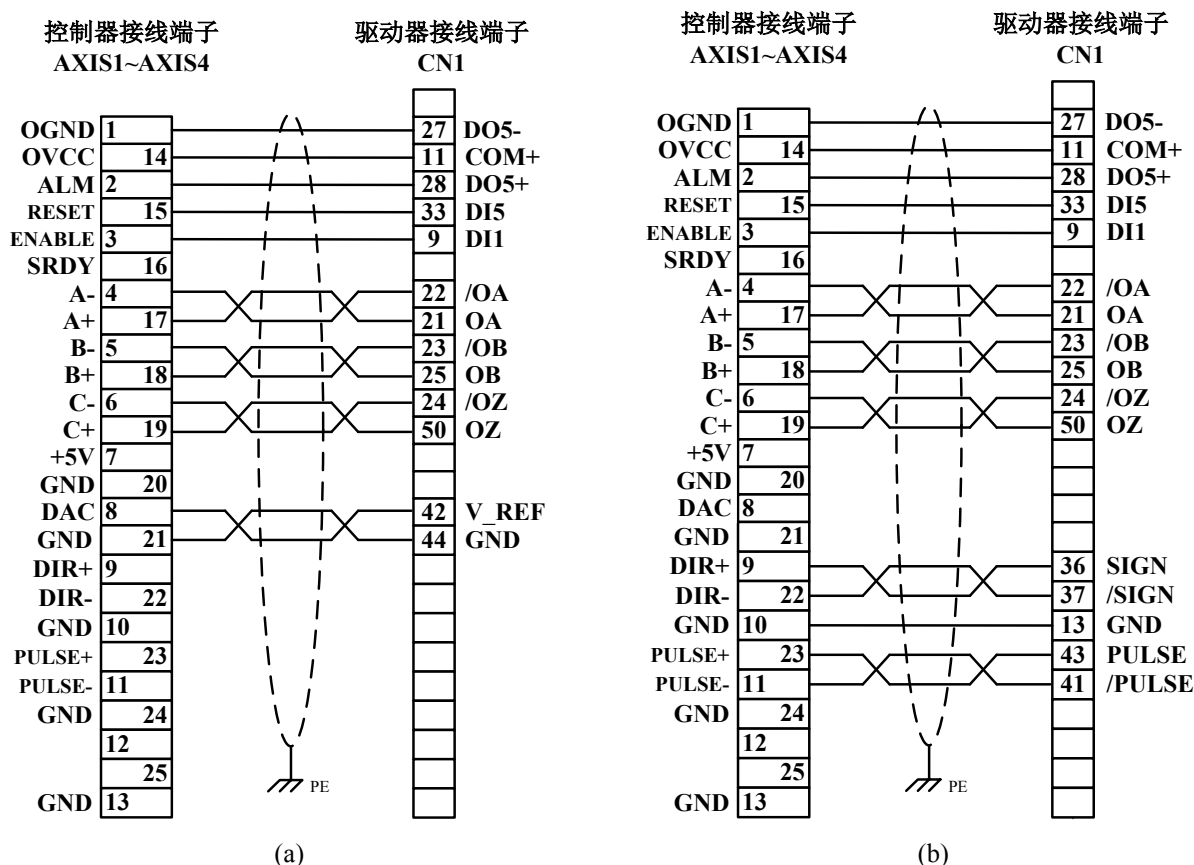 控制器接线端子 驱动器接线端子
AXIS1~AXIS4 CN1
OGND 1 27 DO5-
OVCC 14 11 COM+
ALM 2 28 DO5+
RESET 15 33 DI5
ENABLE 3 9 DI1
SRDY 16
A- 4 22 /OA
A+ 17 21 OA
B- 5 23 /OB
B+ 18 25 OB
C- 6 24 /OZ
C+ 19 50 OZ
+5V 7
GND 20
DAC 8 42 V_REF
GND 21 44 GND
DIR+ 9
DIR- 22
GND 10
PULSE+ 23
PULSE- 11
GND 24
12
25
GND 13
PE
(a)
控制器接线端子 驱动器接线端子
AXIS1~AXIS4 CN1
OGND 1 27 DO5-
OVCC 14 11 COM+
ALM 2 28 DO5+
RESET 15 33 DI5
ENABLE 3 9 DI1
SRDY 16
A- 4 22 /OA
A+ 17 21 OA
B- 5 23 /OB
B+ 18 25 OB
C- 6 24 /OZ
C+ 19 50 OZ
+5V 7
GND 20
DAC 8
GND 21
DIR+ 9 36 SIGN
DIR- 22 37 /SIGN
GND 10 13 GND
PULSE+ 23 43 PULSE
PULSE- 11 41 /PULSE
GND 24
12
25
GND 13
PE
(b)